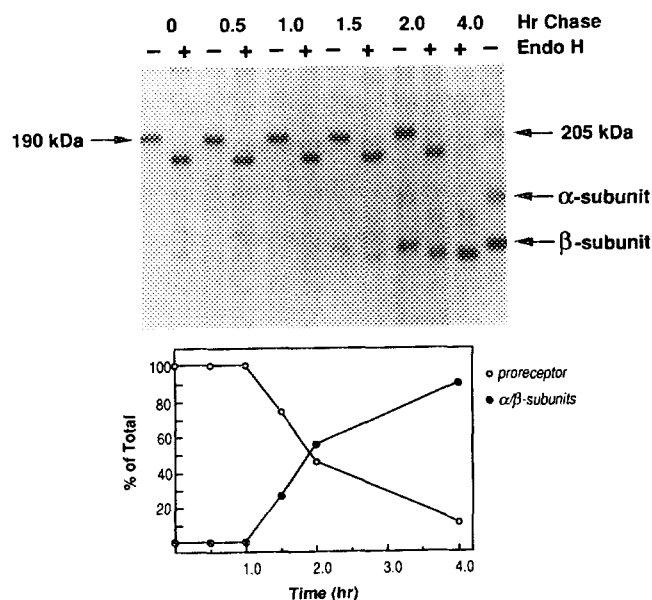 0 0.5 1.0 1.5 2.0 4.0 Hr Chase
− + − + − + − + − + + − Endo H
190 kDa
205 kDa
α-subunit
β-subunit
100
80
60
40
20
% of Total
1.0 2.0 3.0 4.0
Time (hr)
proreceptor
α/β-subunits